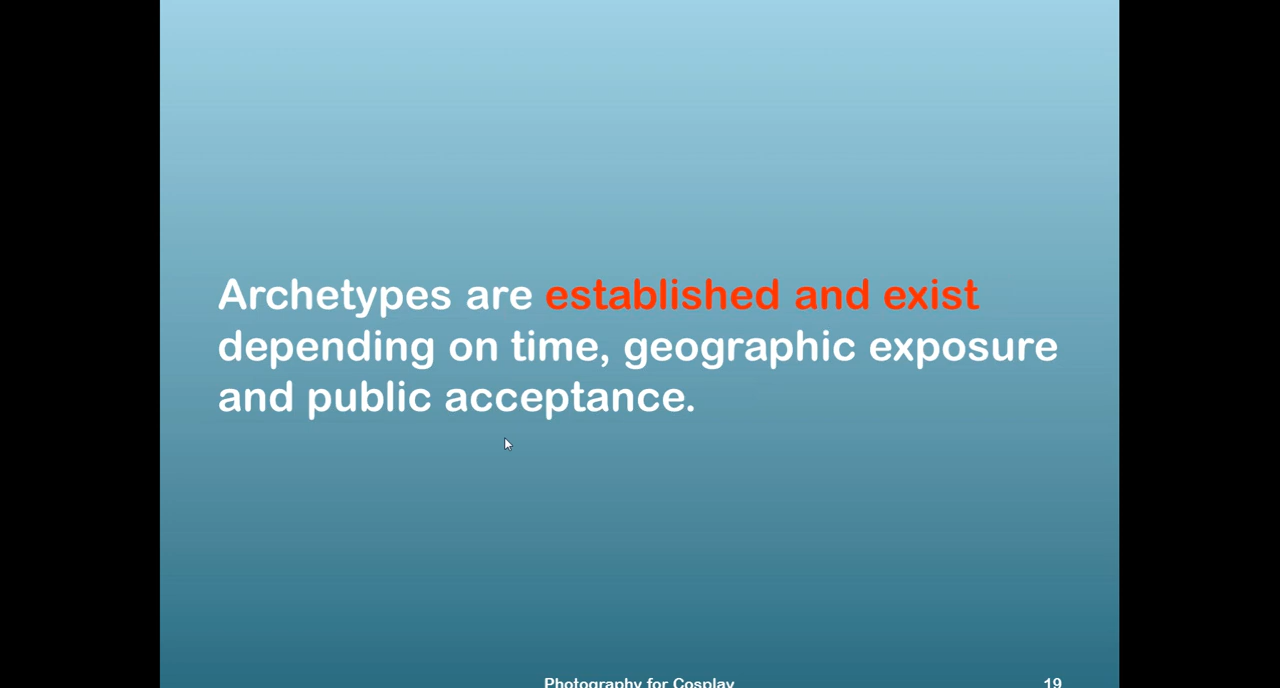 Archetypes are established and exist
depending on time, geographic exposure
and public acceptance.
Photography for Cosplay
19